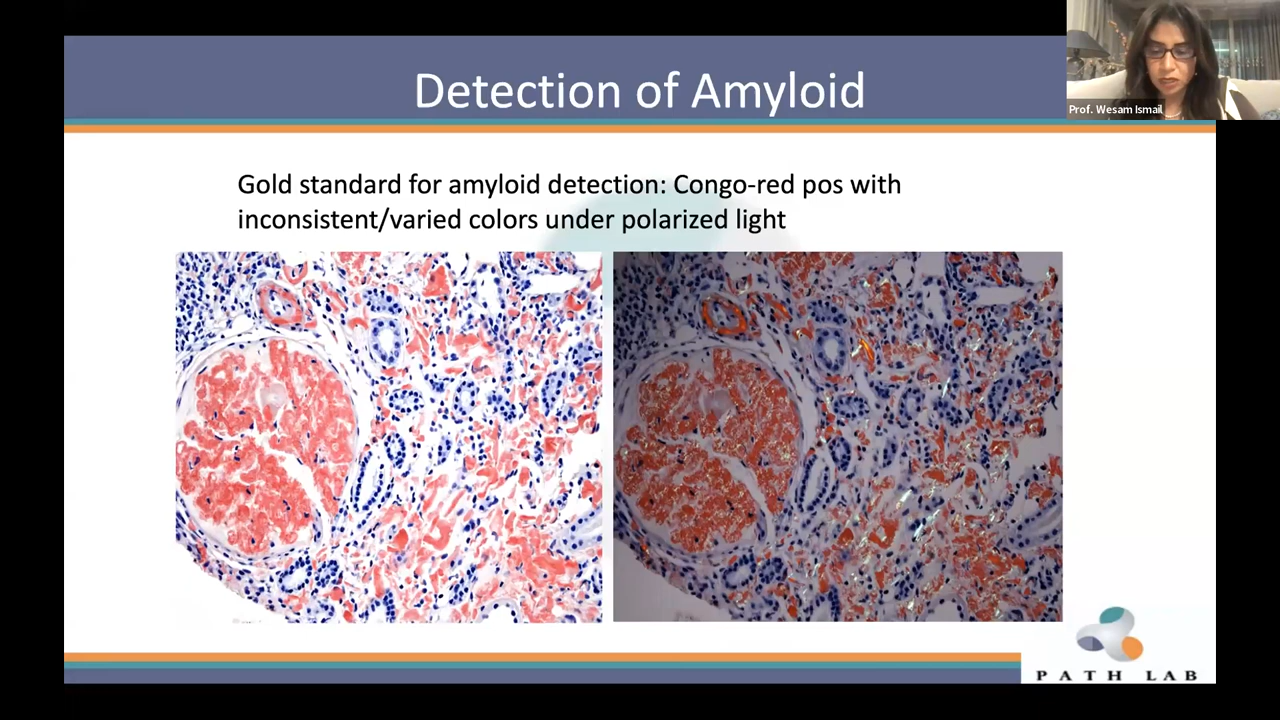 Detection of Amyloid
Prof. Wesam Ismail
Gold standard for amyloid detection: Congo-red pos with
inconsistent/varied colors under polarized light
PATH LAB